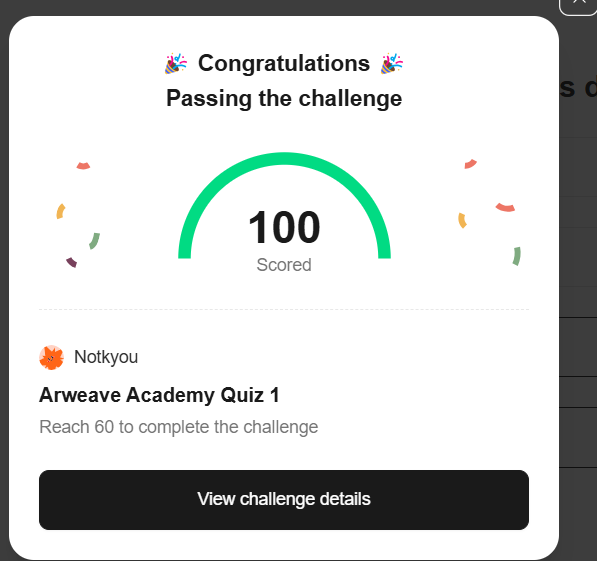 🎉 Congratulations 🎉
Passing the challenge
100
Scored
Notkyou
Arweave Academy Quiz 1
Reach 60 to complete the challenge
View challenge details